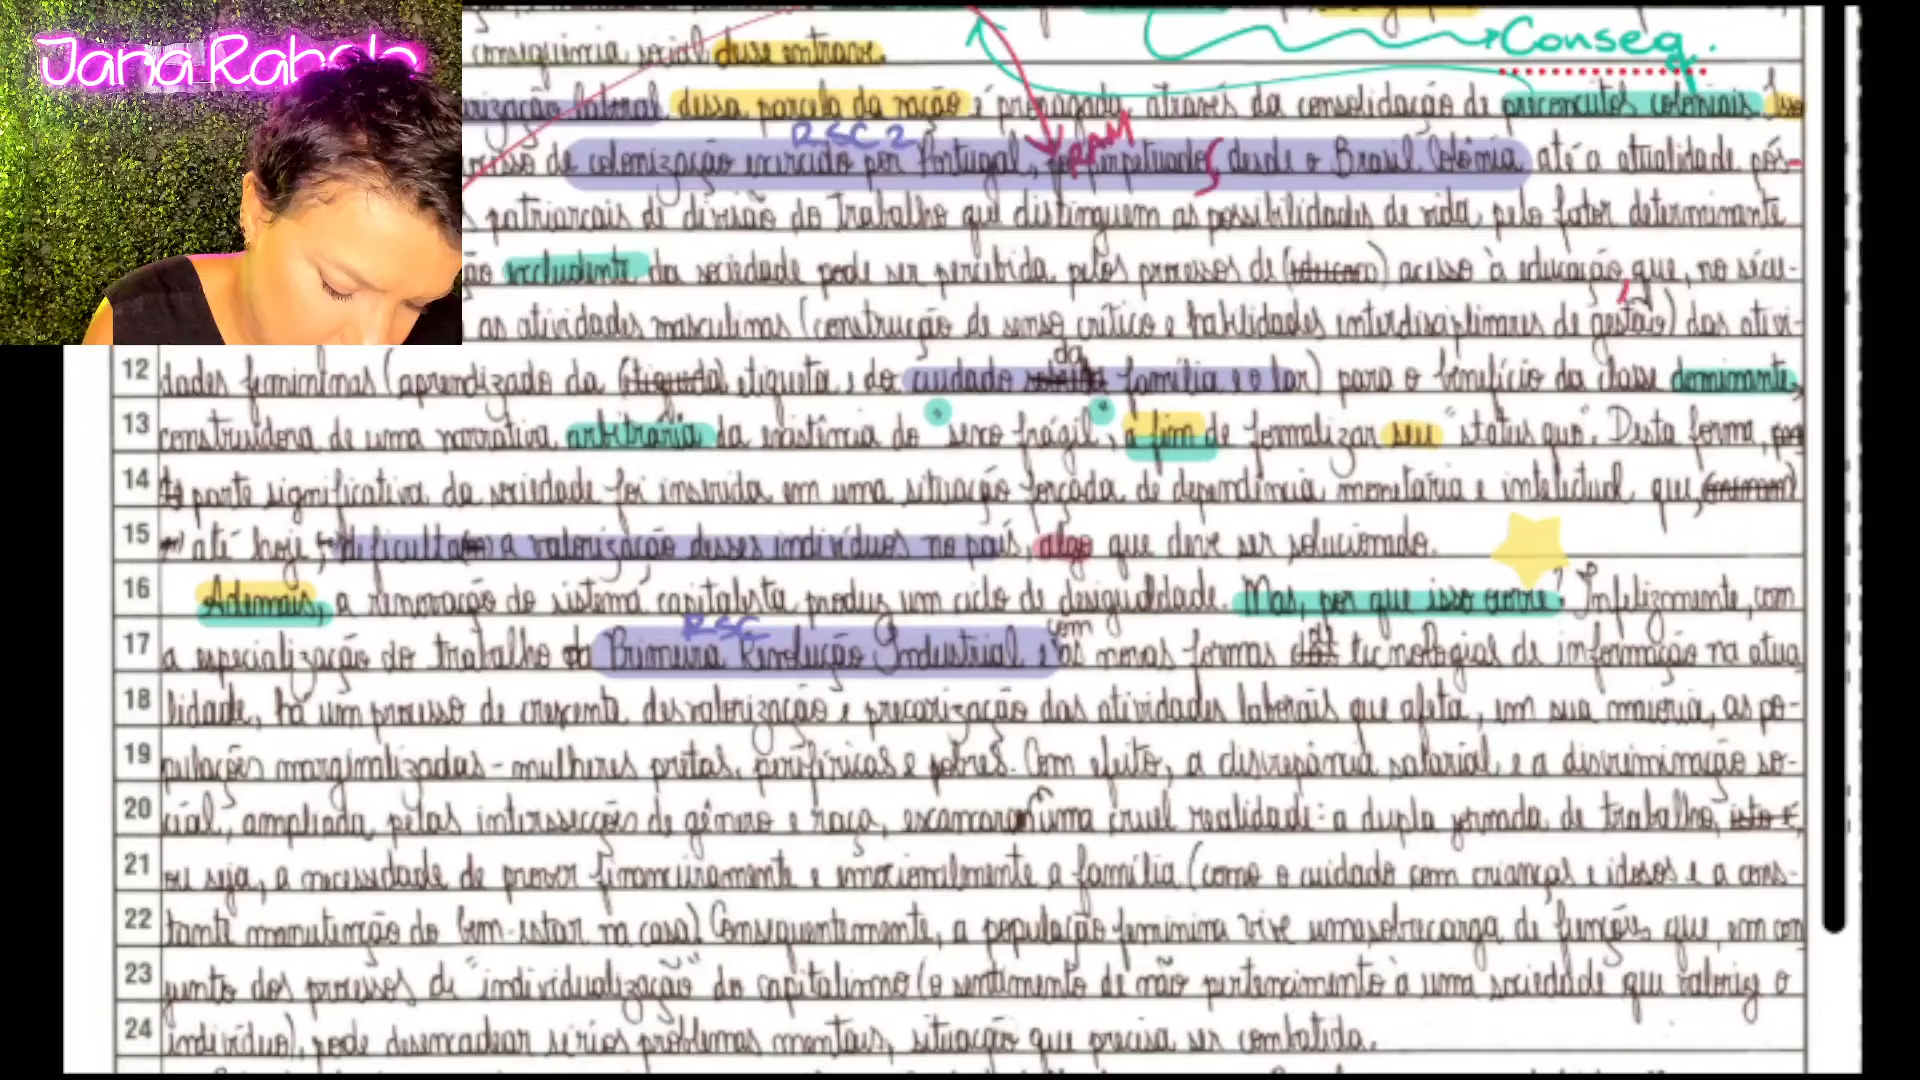 Jana Rabelo
consequência social desse entrave.
Conseq.
rização laboral dessa parcela da nação é propagada através da consolidação de preconceitos coloniais. Isso
RSC 2
RAM
de colonização exercido por Portugal, perpetuado desde o Brasil Colônia até a atualidade pós-
patriarcais de divisão do trabalho que distinguem as possibilidades de vida pelo fator determinante
excludente da sociedade pode ser percebida pelos processos de acesso à educação que, no sécu-
as atividades masculinas (construção de senso crítico e habilidades interdisciplinares de gestão) das ativi-
da
12 dades femininas (aprendizado da etiqueta e do cuidado família e o lar) para o benefício da classe dominante,
13 construidora de uma narrativa arbitrária da existência do "sexo frágil", a fim de formalizar seu "status quo". Desta forma,
14 parte significativa da sociedade foi inserida em uma situação forçada de dependência monetária e intelectual que,
15 até hoje, dificulta a valorização desses indivíduos no país, algo que deve ser solucionado.
16 Ademais, a renovação do sistema capitalista produz um ciclo de desigualdade. Mas, por que isso ocorre? Infelizmente, com
RSC
com
17 a especialização do trabalho da Primeira Revolução Industrial e as novas formas tecnologias de informação na atua
18 lidade, há um processo de crescente desvalorização e precarização das atividades laborais que afeta, em sua maioria, as po-
19 pulações marginalizadas - mulheres pretas, periféricas e pobres. Com efeito, a discrepância salarial e a discriminação so-
20 cial, ampliada pelas intersecções de gênero e raça, escancaram uma cruel realidade: a dupla jornada de trabalho,
21 ou seja, a necessidade de prover financeiramente e emocionalmente a família (como o cuidado com crianças e idosos e a cons-
22 tante manutenção do bem-estar na casa). Consequentemente, a população feminina vive uma sobrecarga de funções que, em con
23 junto dos processos de "individualização" do capitalismo (o sentimento de não pertencimento à uma sociedade que valoriza o
24 indivíduo), pode desencadear sérios problemas mentais, situação que precisa ser combatida.